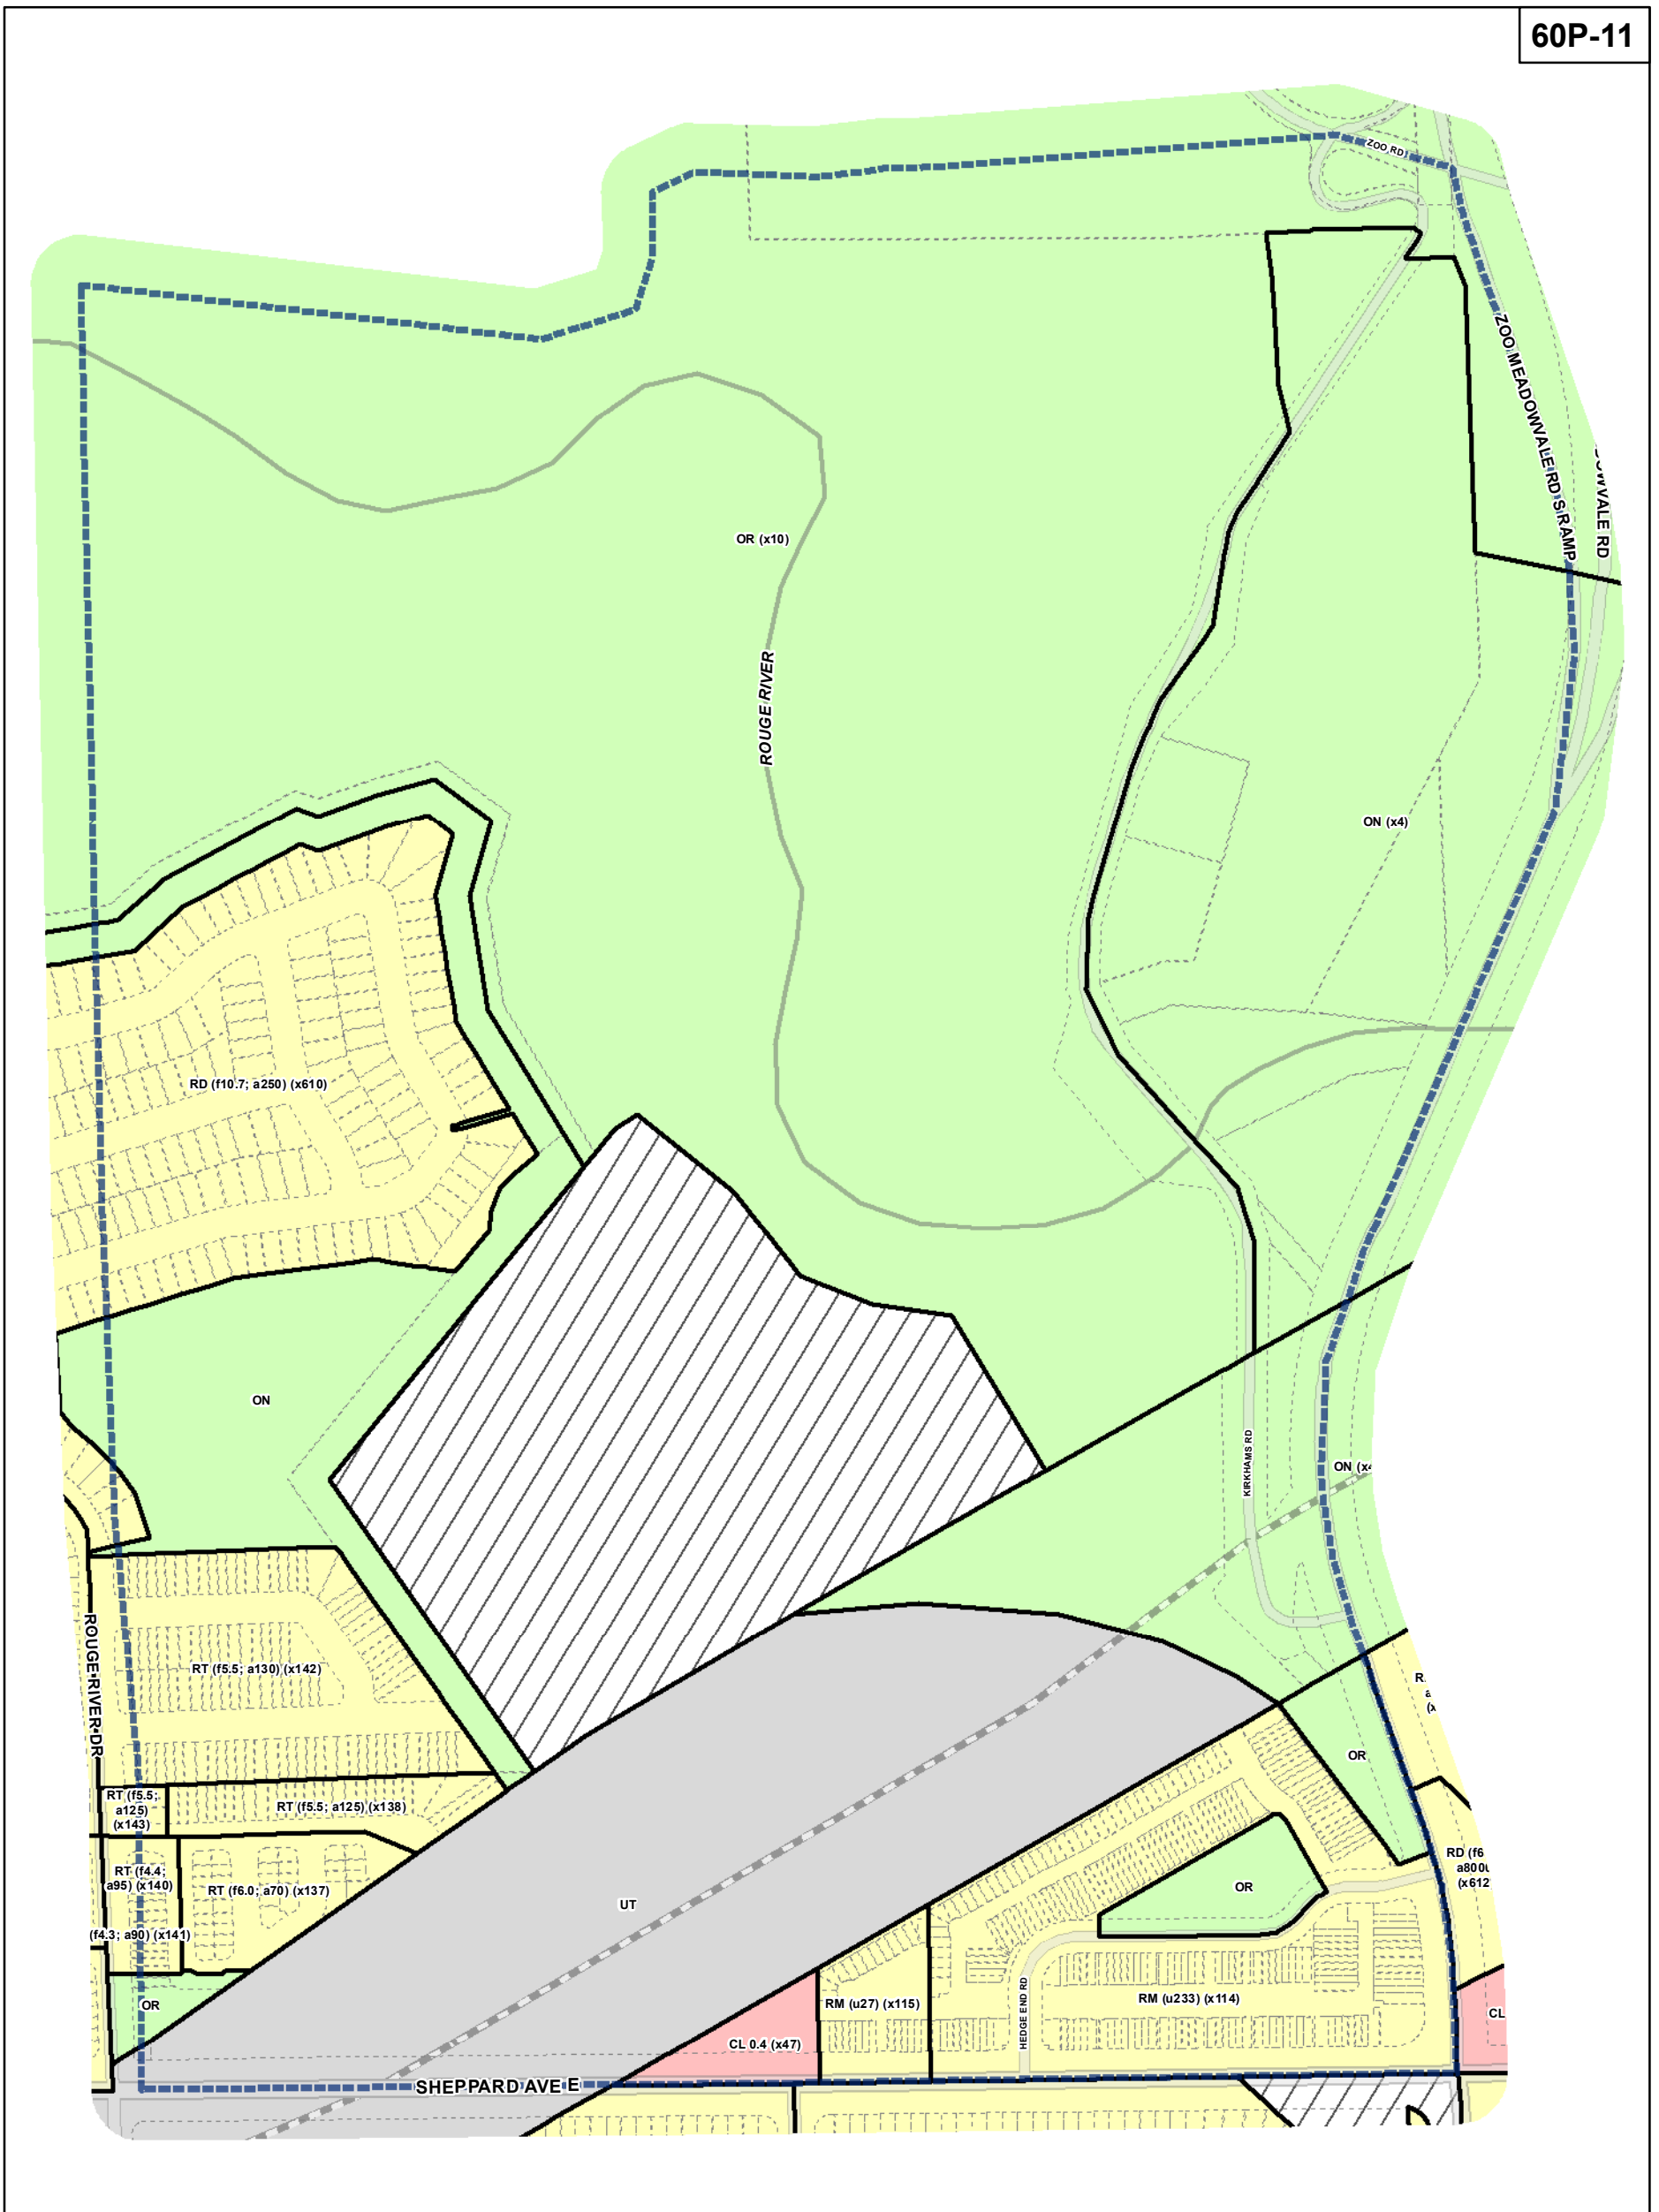 60P-11
ZOO RD
ZOO MEADOWVALE RD S RAMP
OWVALE RD
OR (x10)
ROUGE RIVER
ON (x4)
RD (f10.7; a250) (x610)
ON
KIRKHAMS RD
ON (x4
ROUGE RIVER DR
RT (f5.5; a130) (x142)
OR
RT (f5.5;
a125)
(x143)
RT (f5.5; a125) (x138)
RT (f4.4;
a95) (x140)
RT (f6.0; a70) (x137)
(f4.3; a90) (x141)
RD (f6
(x612
OR
UT
OR
RM (u27) (x115)
HEDGE END RD
RM (u233) (x114)
CL
CL 0.4 (x47)
SHEPPARD AVE E